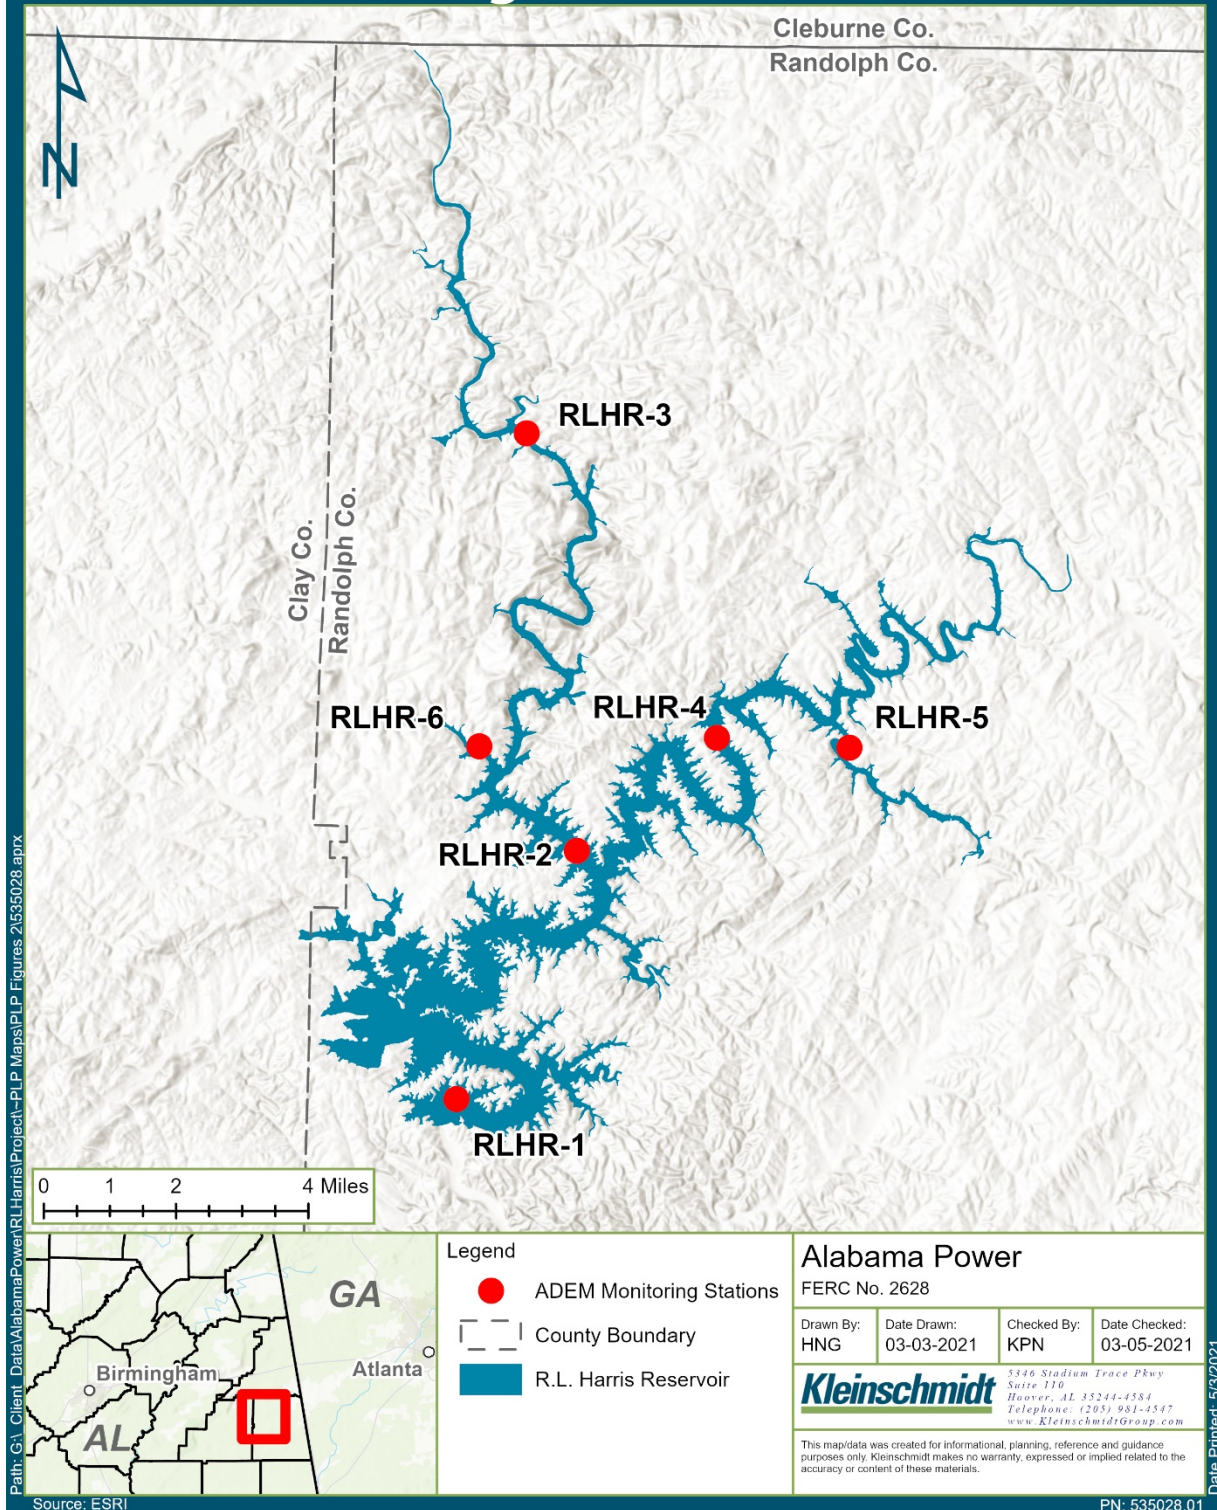 Cleburne Co.
Randolph Co.
N
RLHR-3
Clay Co.
Randolph Co.
RLHR-6
RLHR-4
RLHR-5
RLHR-2
RLHR-1
0 1 2 4 Miles
GA
Birmingham
Atlanta
AL
Legend
ADEM Monitoring Stations
County Boundary
R.L. Harris Reservoir
Alabama Power
FERC No. 2628
Drawn By:
HNG
Date Drawn:
03-03-2021
Checked By:
KPN
Date Checked:
03-05-2021
Kleinschmidt
5346 Stadium Trace Pkwy
Suite 110
Hoover, AL 35244-4584
Telephone: (205) 981-4547
www.KleinschmidtGroup.com
This map/data was created for informational, planning, reference and guidance
purposes only. Kleinschmidt makes no warranty, expressed or implied related to the
accuracy or content of these materials.
Path: G:\_Client_Data\AlabamaPower\RLHarris\Project\~PLP Maps\PLP Figures 2\535028.aprx
Date Printed: 5/3/2021
Source: ESRI
PN: 535028.01